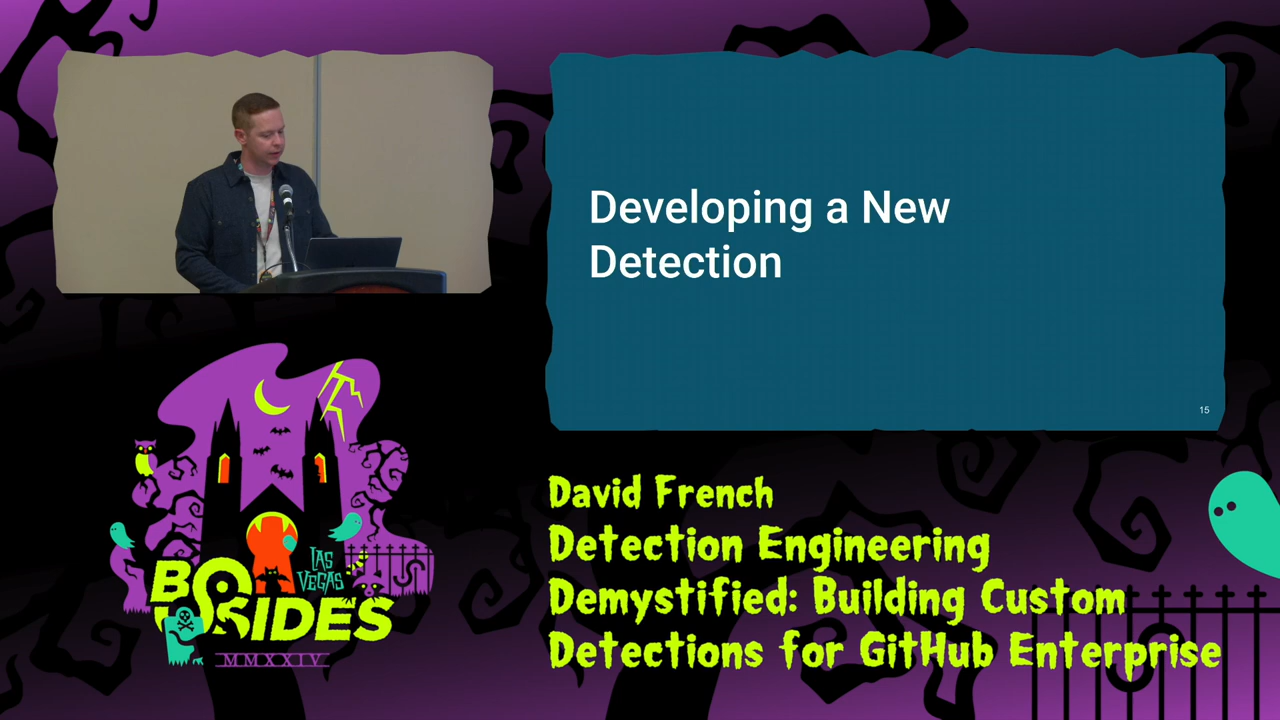 Developing a New
Detection
15
David French
Detection Engineering
Demystified: Building Custom
Detections for GitHub Enterprise
LAS
VEGAS
BSIDES
MMXXIV